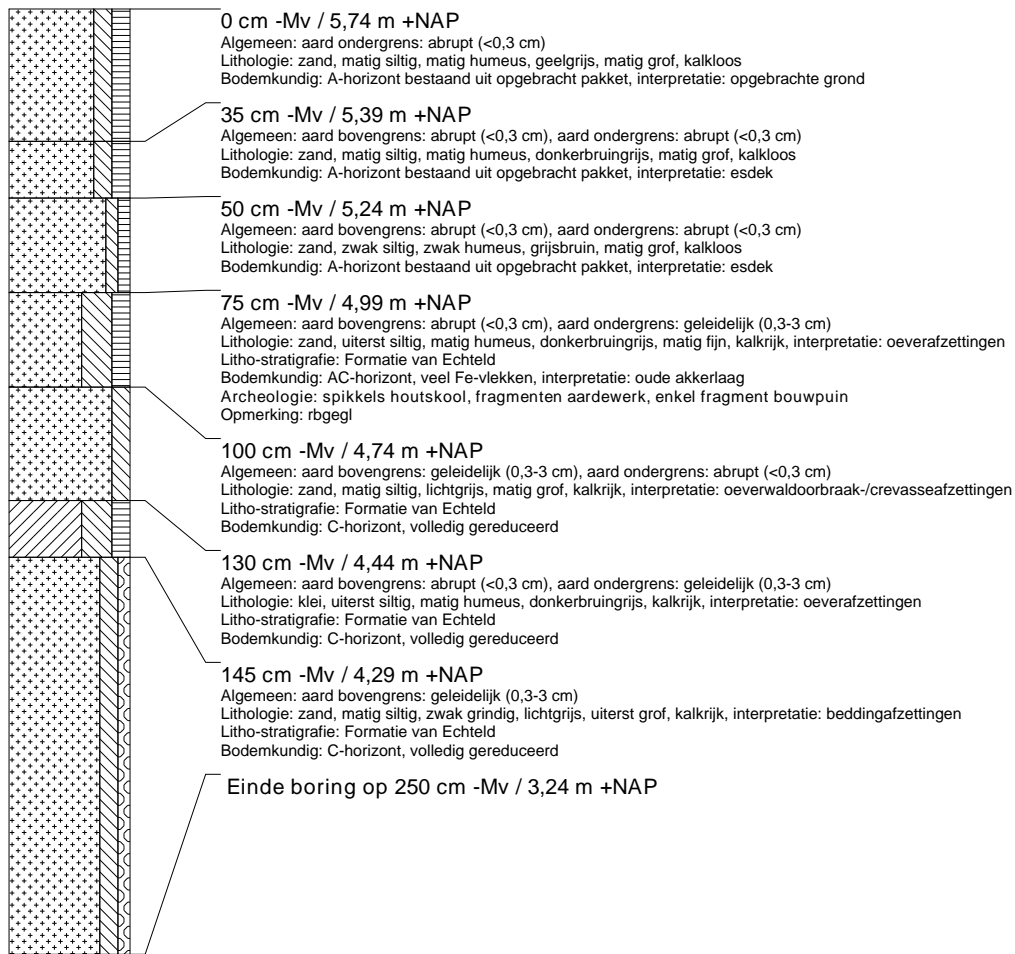 0 cm -Mv / 5,74 m +NAP
Algemeen: aard ondergrens: abrupt (<0,3 cm)
Lithologie: zand, matig siltig, matig humeus, geelgrijs, matig grof, kalkloos
Bodemkundig: A-horizont bestaand uit opgebracht pakket, interpretatie: opgebrachte grond
35 cm -Mv / 5,39 m +NAP
Algemeen: aard bovengrens: abrupt (<0,3 cm), aard ondergrens: abrupt (<0,3 cm)
Lithologie: zand, matig siltig, matig humeus, donkerbruingrijs, matig grof, kalkloos
Bodemkundig: A-horizont bestaand uit opgebracht pakket, interpretatie: esdek
50 cm -Mv / 5,24 m +NAP
Algemeen: aard bovengrens: abrupt (<0,3 cm), aard ondergrens: abrupt (<0,3 cm)
Lithologie: zand, zwak siltig, zwak humeus, grijsbruin, matig grof, kalkloos
Bodemkundig: A-horizont bestaand uit opgebracht pakket, interpretatie: esdek
75 cm -Mv / 4,99 m +NAP
Algemeen: aard bovengrens: abrupt (<0,3 cm), aard ondergrens: geleidelijk (0,3-3 cm)
Lithologie: zand, uiterst siltig, matig humeus, donkerbruingrijs, matig fijn, kalkrijk, interpretatie: oeverafzettingen
Litho-stratigrafie: Formatie van Echteld
Bodemkundig: AC-horizont, veel Fe-vlekken, interpretatie: oude akkerlaag
Archeologie: spikkels houtskool, fragmenten aardewerk, enkel fragment bouwpuin
Opmerking: rbgegl
100 cm -Mv / 4,74 m +NAP
Algemeen: aard bovengrens: geleidelijk (0,3-3 cm), aard ondergrens: abrupt (<0,3 cm)
Lithologie: zand, matig siltig, lichtgrijs, matig grof, kalkrijk, interpretatie: oeverwaldoorbraak-/crevasseafzettingen
Litho-stratigrafie: Formatie van Echteld
Bodemkundig: C-horizont, volledig gereduceerd
130 cm -Mv / 4,44 m +NAP
Algemeen: aard bovengrens: abrupt (<0,3 cm), aard ondergrens: geleidelijk (0,3-3 cm)
Lithologie: klei, uiterst siltig, matig humeus, donkerbruingrijs, kalkrijk, interpretatie: oeverafzettingen
Litho-stratigrafie: Formatie van Echteld
Bodemkundig: C-horizont, volledig gereduceerd
145 cm -Mv / 4,29 m +NAP
Algemeen: aard bovengrens: geleidelijk (0,3-3 cm)
Lithologie: zand, matig siltig, zwak grindig, lichtgrijs, uiterst grof, kalkrijk, interpretatie: beddingafzettingen
Litho-stratigrafie: Formatie van Echteld
Bodemkundig: C-horizont, volledig gereduceerd
Einde boring op 250 cm -Mv / 3,24 m +NAP